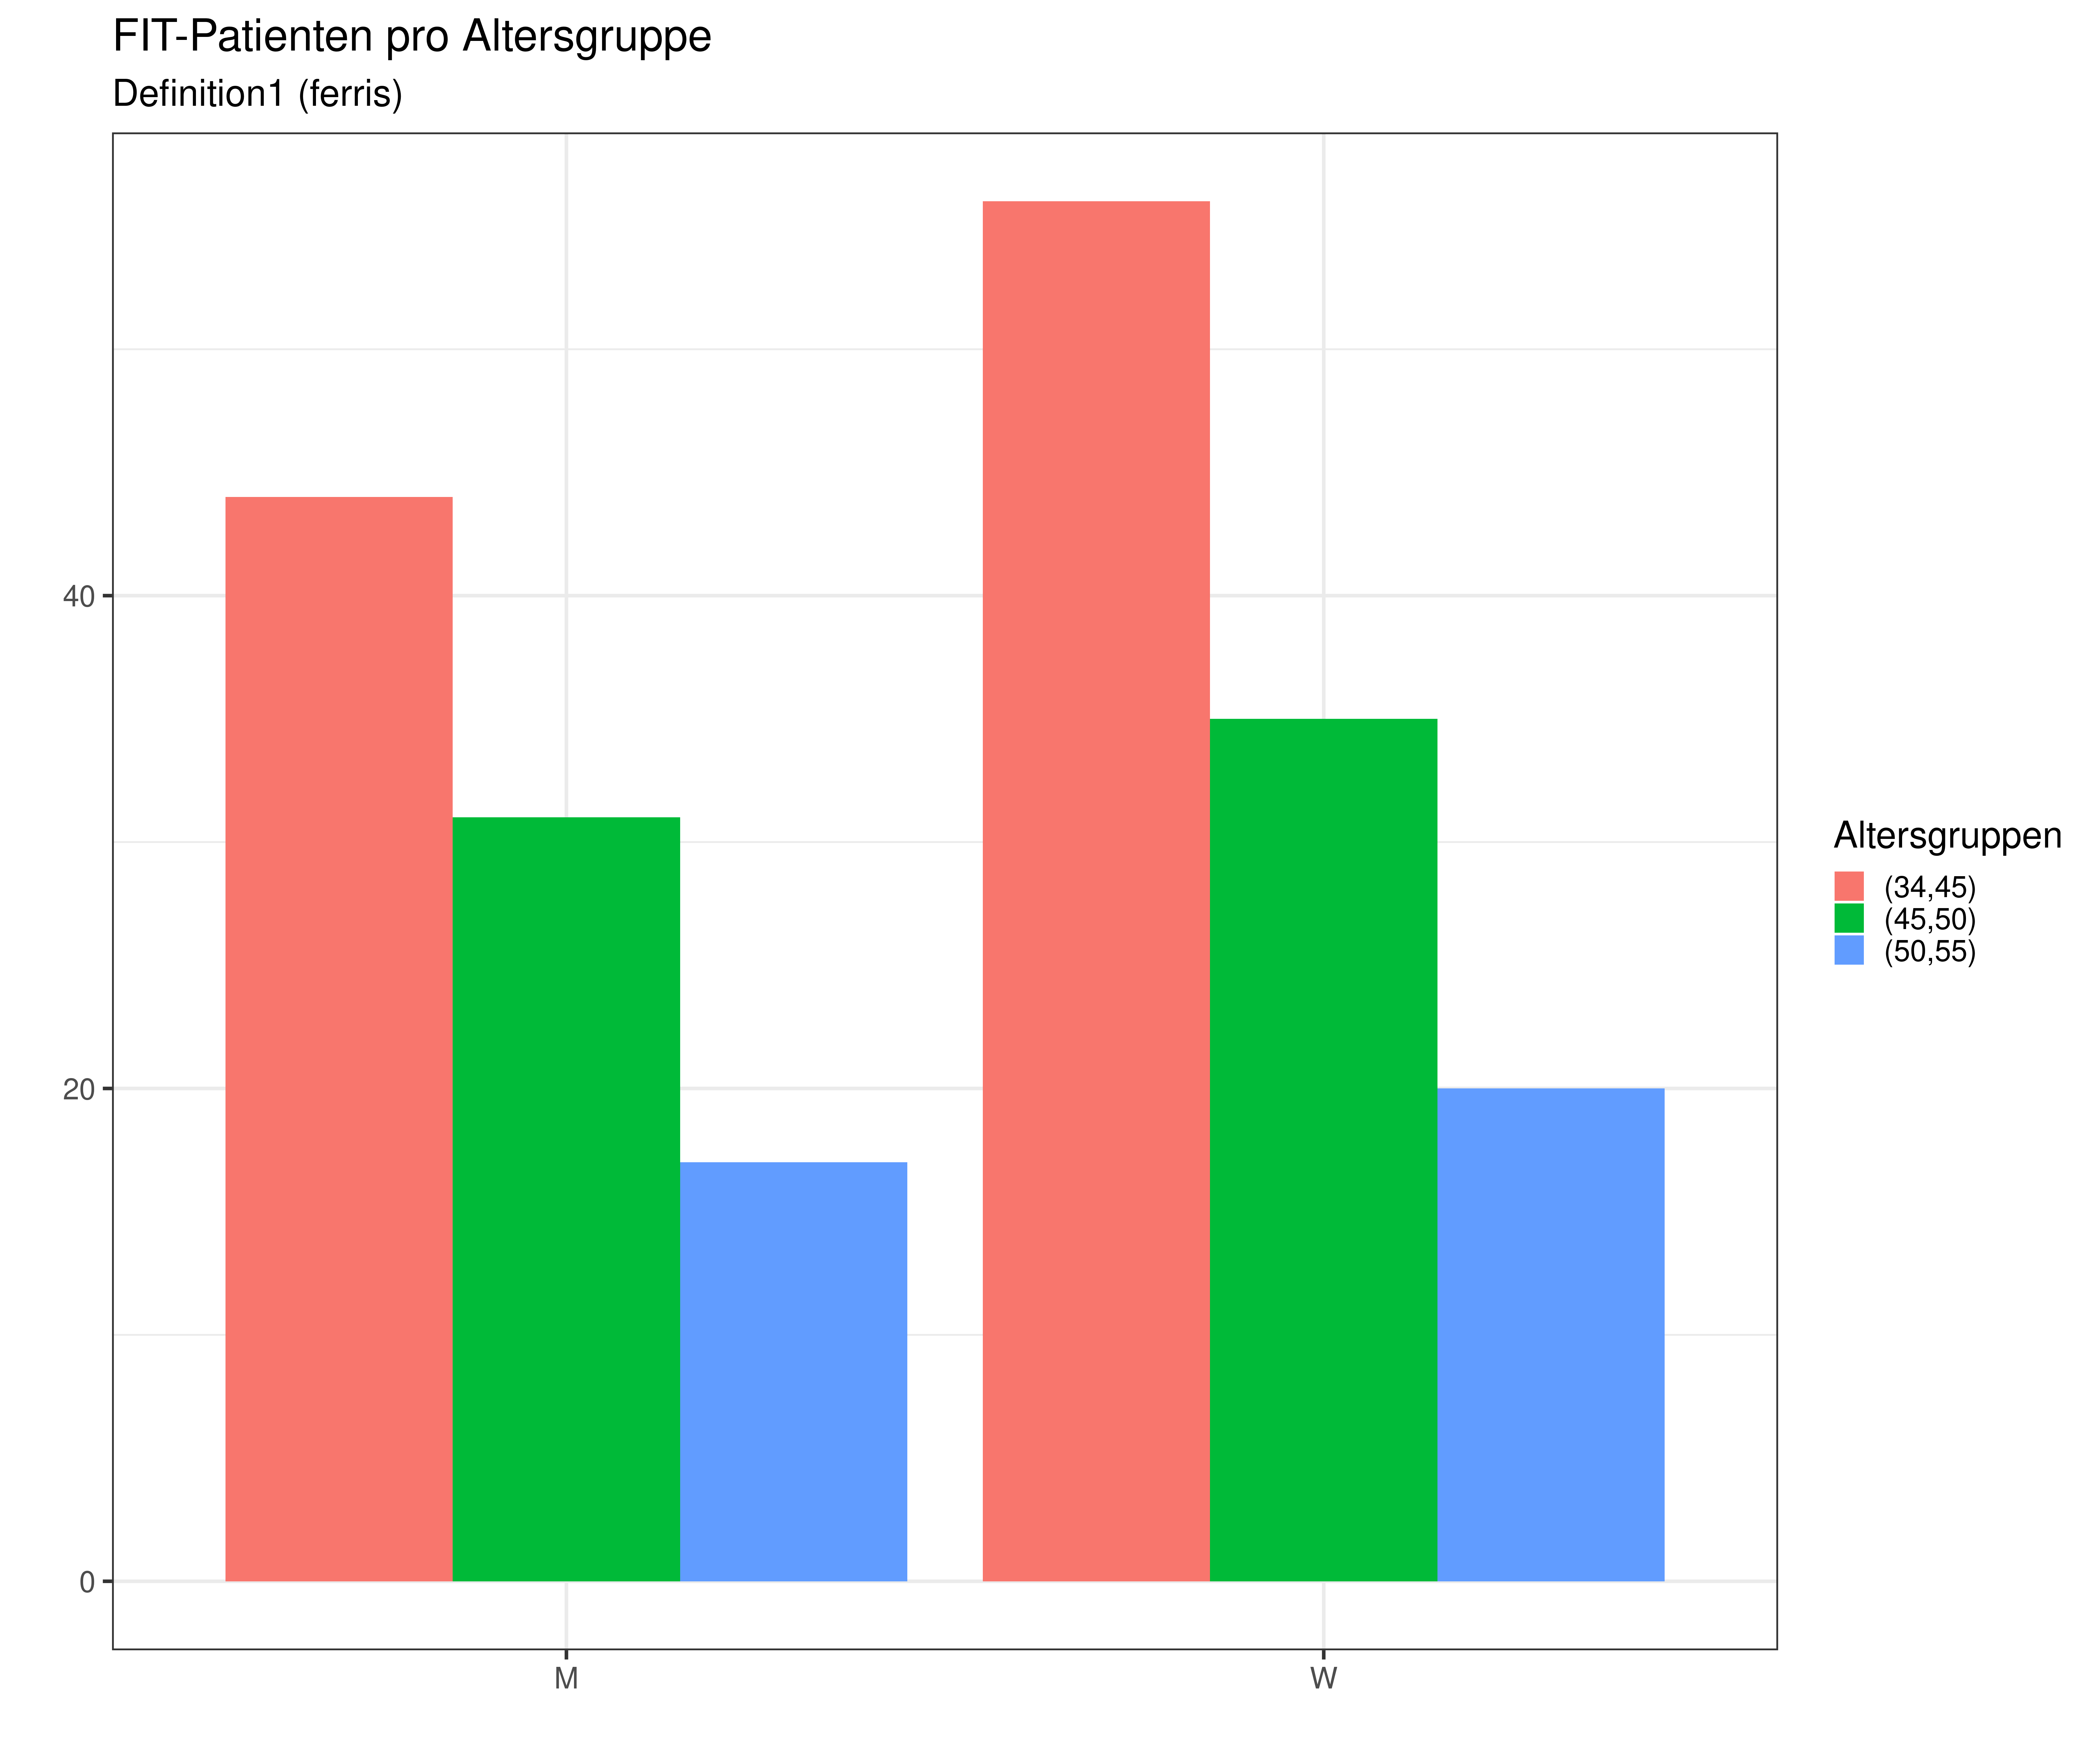 FIT-Patienten pro Altersgruppe
Definition1 (ferris)
40
20
0
M
W
Altersgruppen
(34,45)
(45,50)
(50,55)